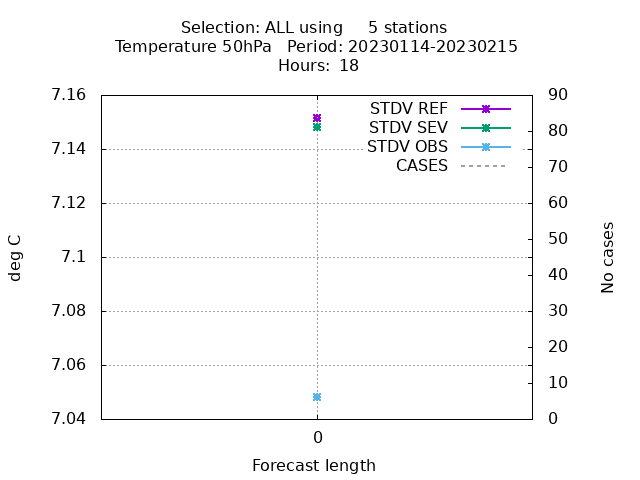 Selection: ALL using     5 stations
Temperature 50hPa   Period: 20230114-20230215
Hours:  18
7.16
7.14
7.12
7.1
7.08
7.06
7.04
deg C
STDV REF
STDV SEV
STDV OBS
CASES
90
80
70
60
50
40
30
20
10
0
No cases
0
Forecast length